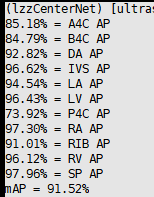 (lzzCenterNet) [ultras
85.18% = A4C AP
84.79% = B4C AP
92.82% = DA AP
96.62% = IVS AP
94.54% = LA AP
96.43% = LV AP
73.92% = P4C AP
97.30% = RA AP
91.01% = RIB AP
96.12% = RV AP
97.96% = SP AP
mAP = 91.52%